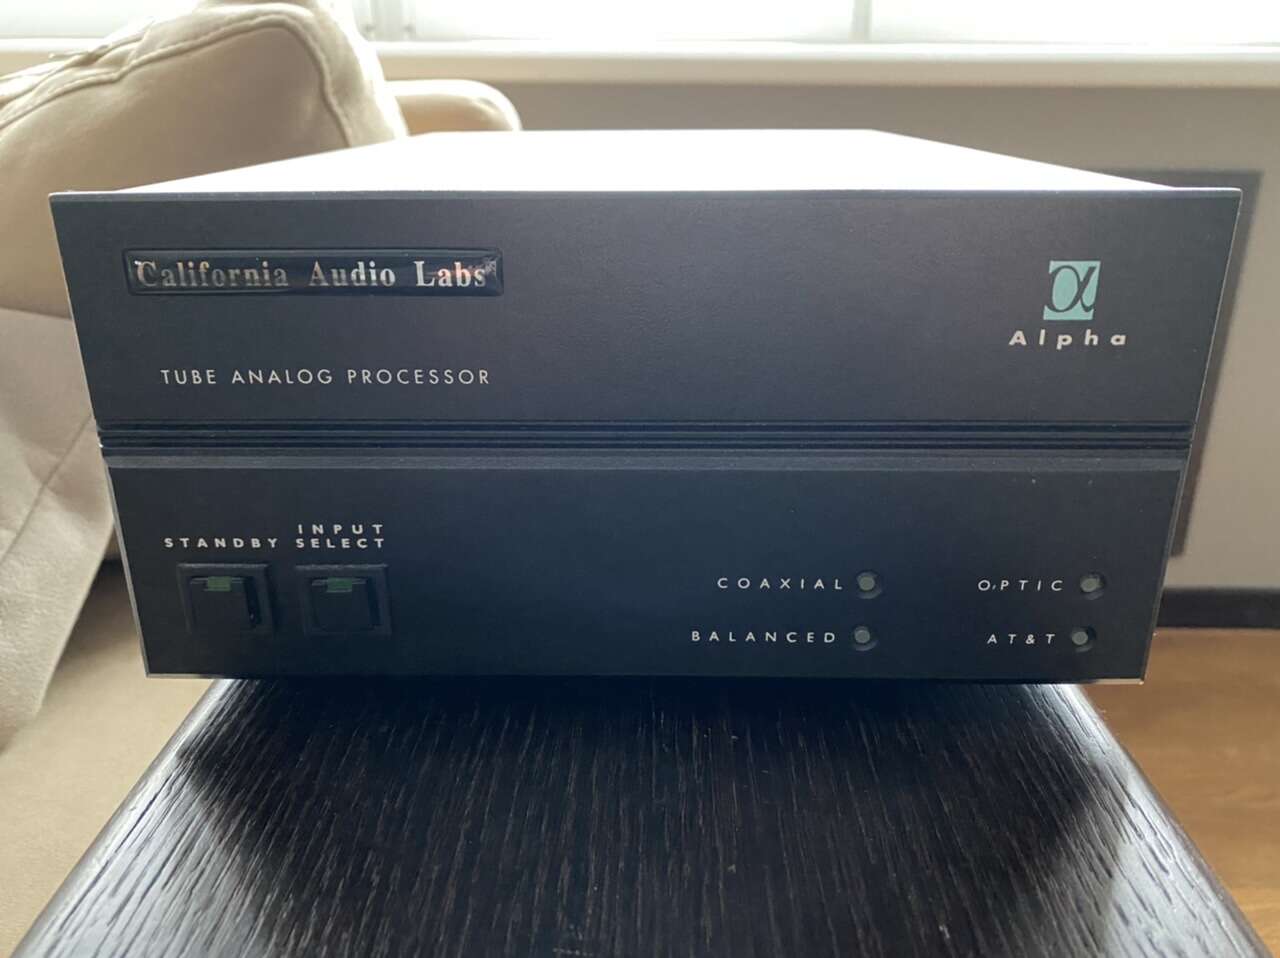 California Audio Labs
α
Alpha
TUBE ANALOG PROCESSOR
STANDBY
INPUT
SELECT
COAXIAL
OPTIC
BALANCED
AT&T